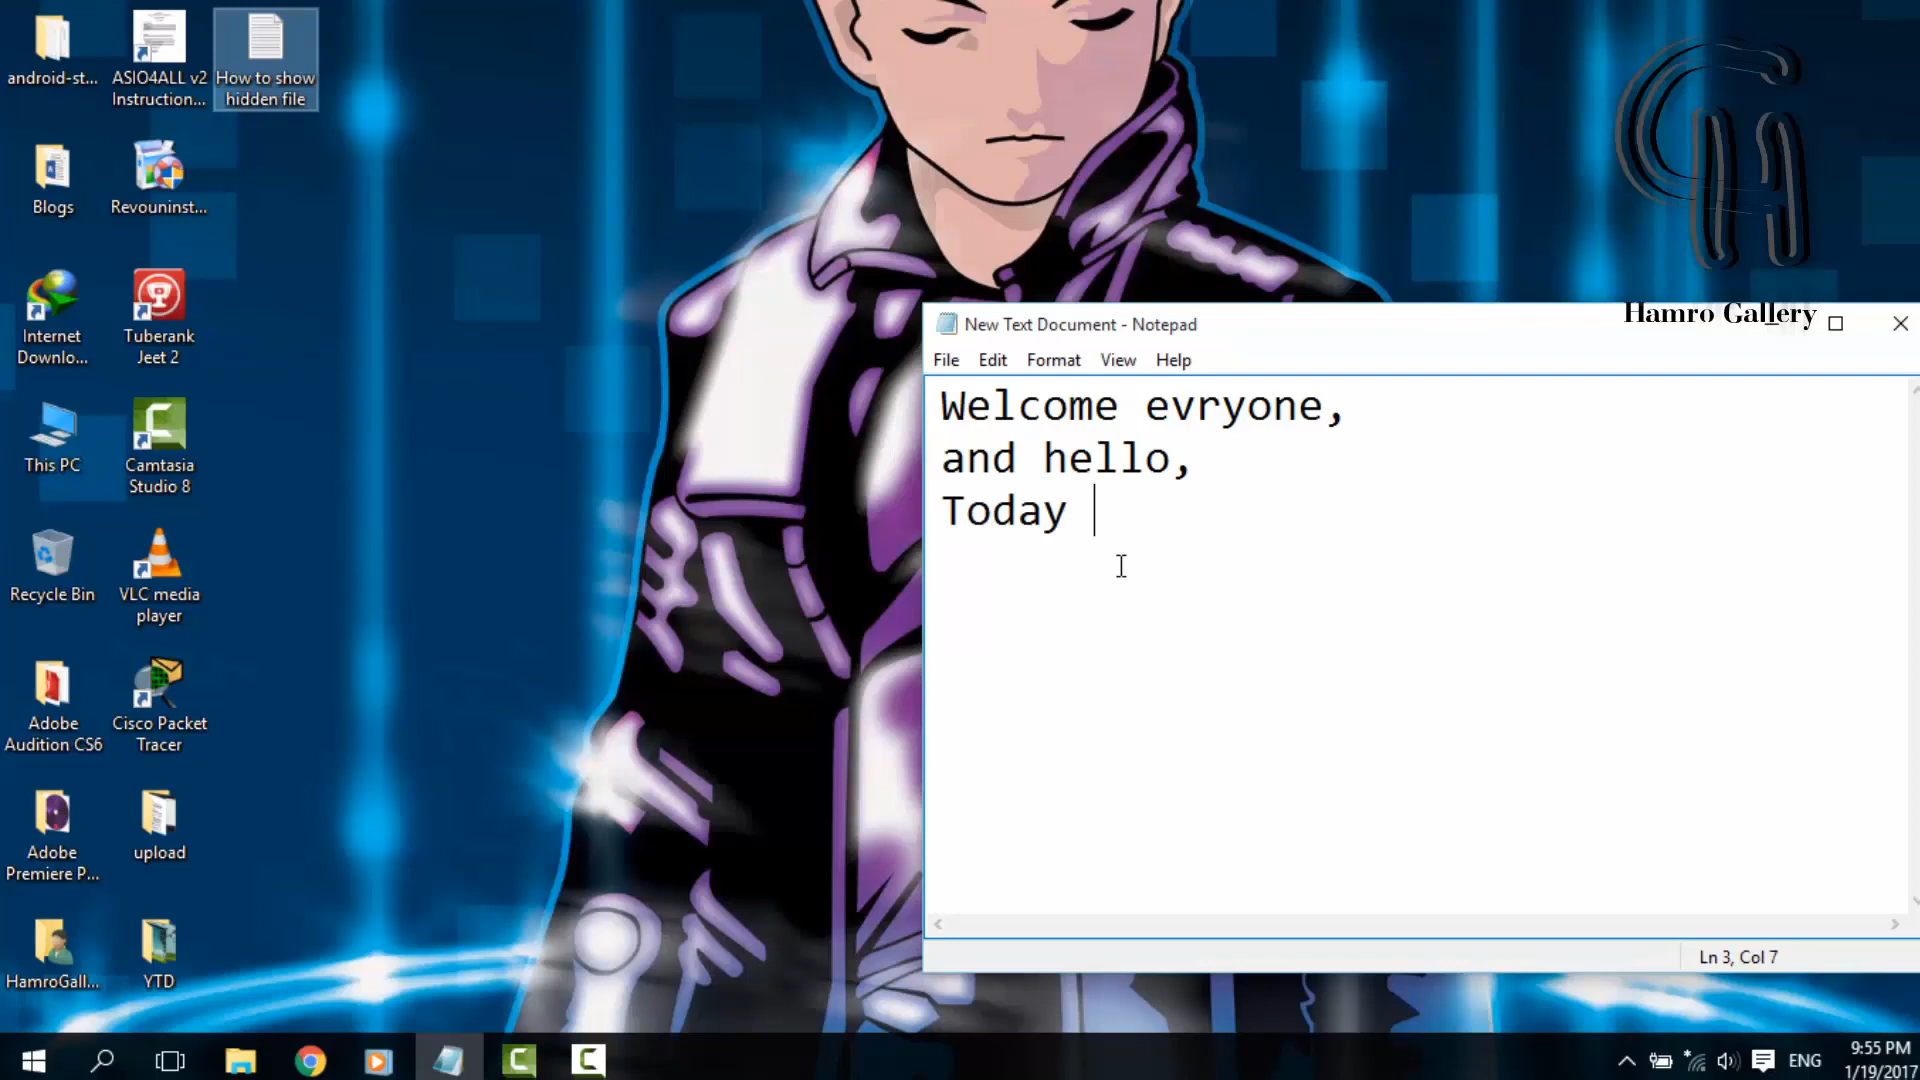 android-st...
ASIO4ALL v2
Instruction...
How to show
hidden file
Blogs
Revouninst...
Internet
Downlo...
Tuberank
Jeet 2
This PC
Camtasia
Studio 8
Recycle Bin
VLC media
player
Adobe
Audition CS6
Cisco Packet
Tracer
Adobe
Premiere P...
upload
HamroGall...
YTD
Hamro Gallery
New Text Document - Notepad
File Edit Format View Help
Welcome evryone,
and hello,
Today
Ln 3, Col 7
ENG
9:55 PM
1/19/2017